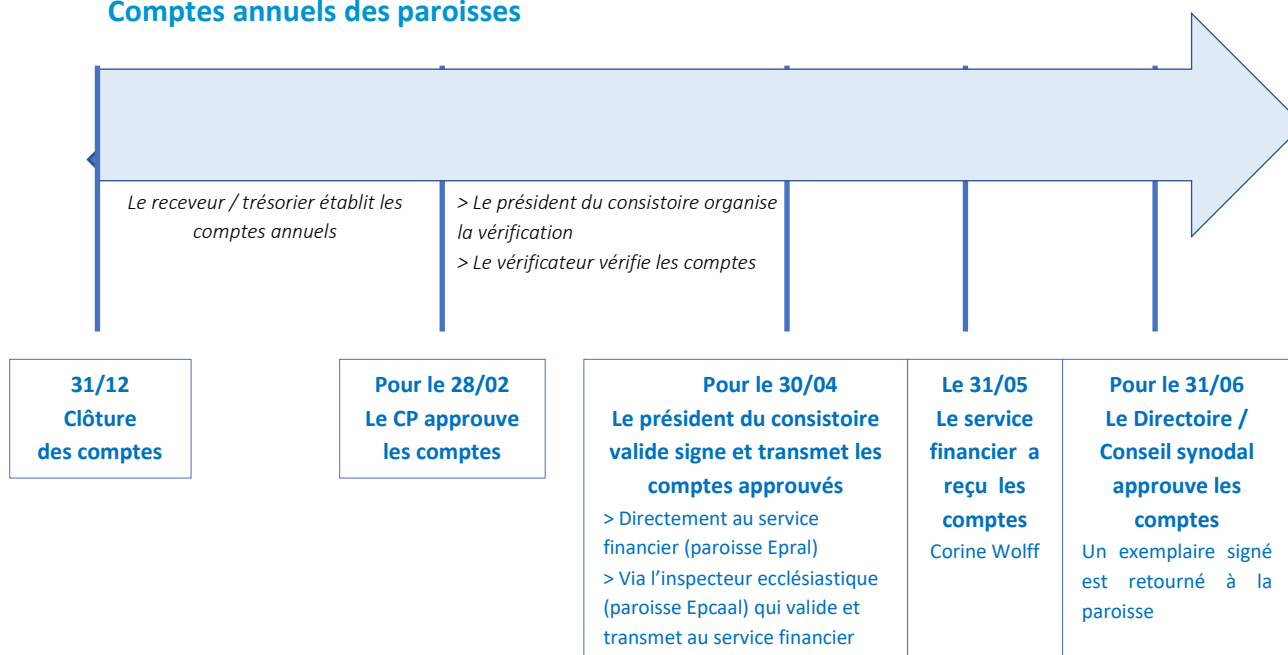 Comptes annuels des paroisses
Le receveur / trésorier établit les
comptes annuels
> Le président du consistoire organise
la vérification
> Le vérificateur vérifie les comptes
31/12
Clôture
des comptes
Pour le 28/02
Le CP approuve
les comptes
Pour le 30/04
Le président du consistoire
valide signe et transmet les
comptes approuvés
> Directement au service
financier (paroisse Epral)
> Via l’inspecteur ecclésiastique
(paroisse Epcaal) qui valide et
transmet au service financier
Le 31/05
Le service
financier a
reçu les
comptes
Corine Wolff
Pour le 31/06
Le Directoire /
Conseil synodal
approuve les
comptes
Un exemplaire signé
est retourné à la
paroisse